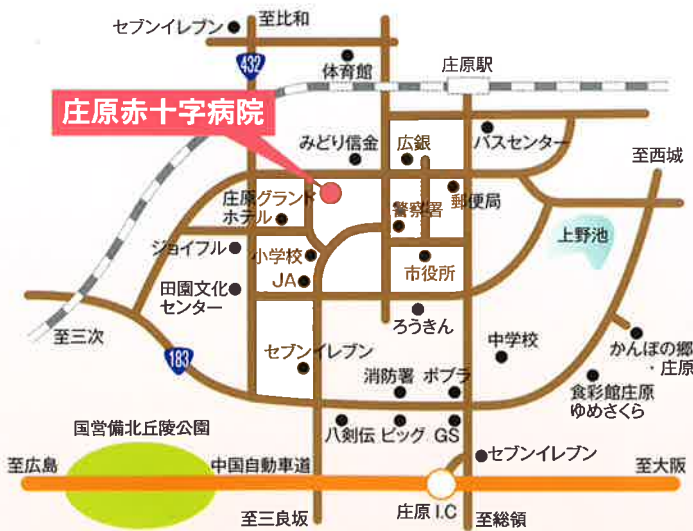 セブンイレブン
至比和
432
体育館
庄原駅
庄原赤十字病院
みどり信金
広銀
バスセンター
至西城
庄原グランド
ホテル
警察署
郵便局
上野池
ジョイフル
小学校
市役所
JA
田園文化
センター
ろうきん
至三次
183
セブンイレブン
中学校
かんぽの郷
・庄原
消防署
ポプラ
食彩館庄原
ゆめさくら
国営備北丘陵公園
八剣伝
ビッグ
GS
セブンイレブン
至広島
中国自動車道
至大阪
至三良坂
庄原 I.C
至総領